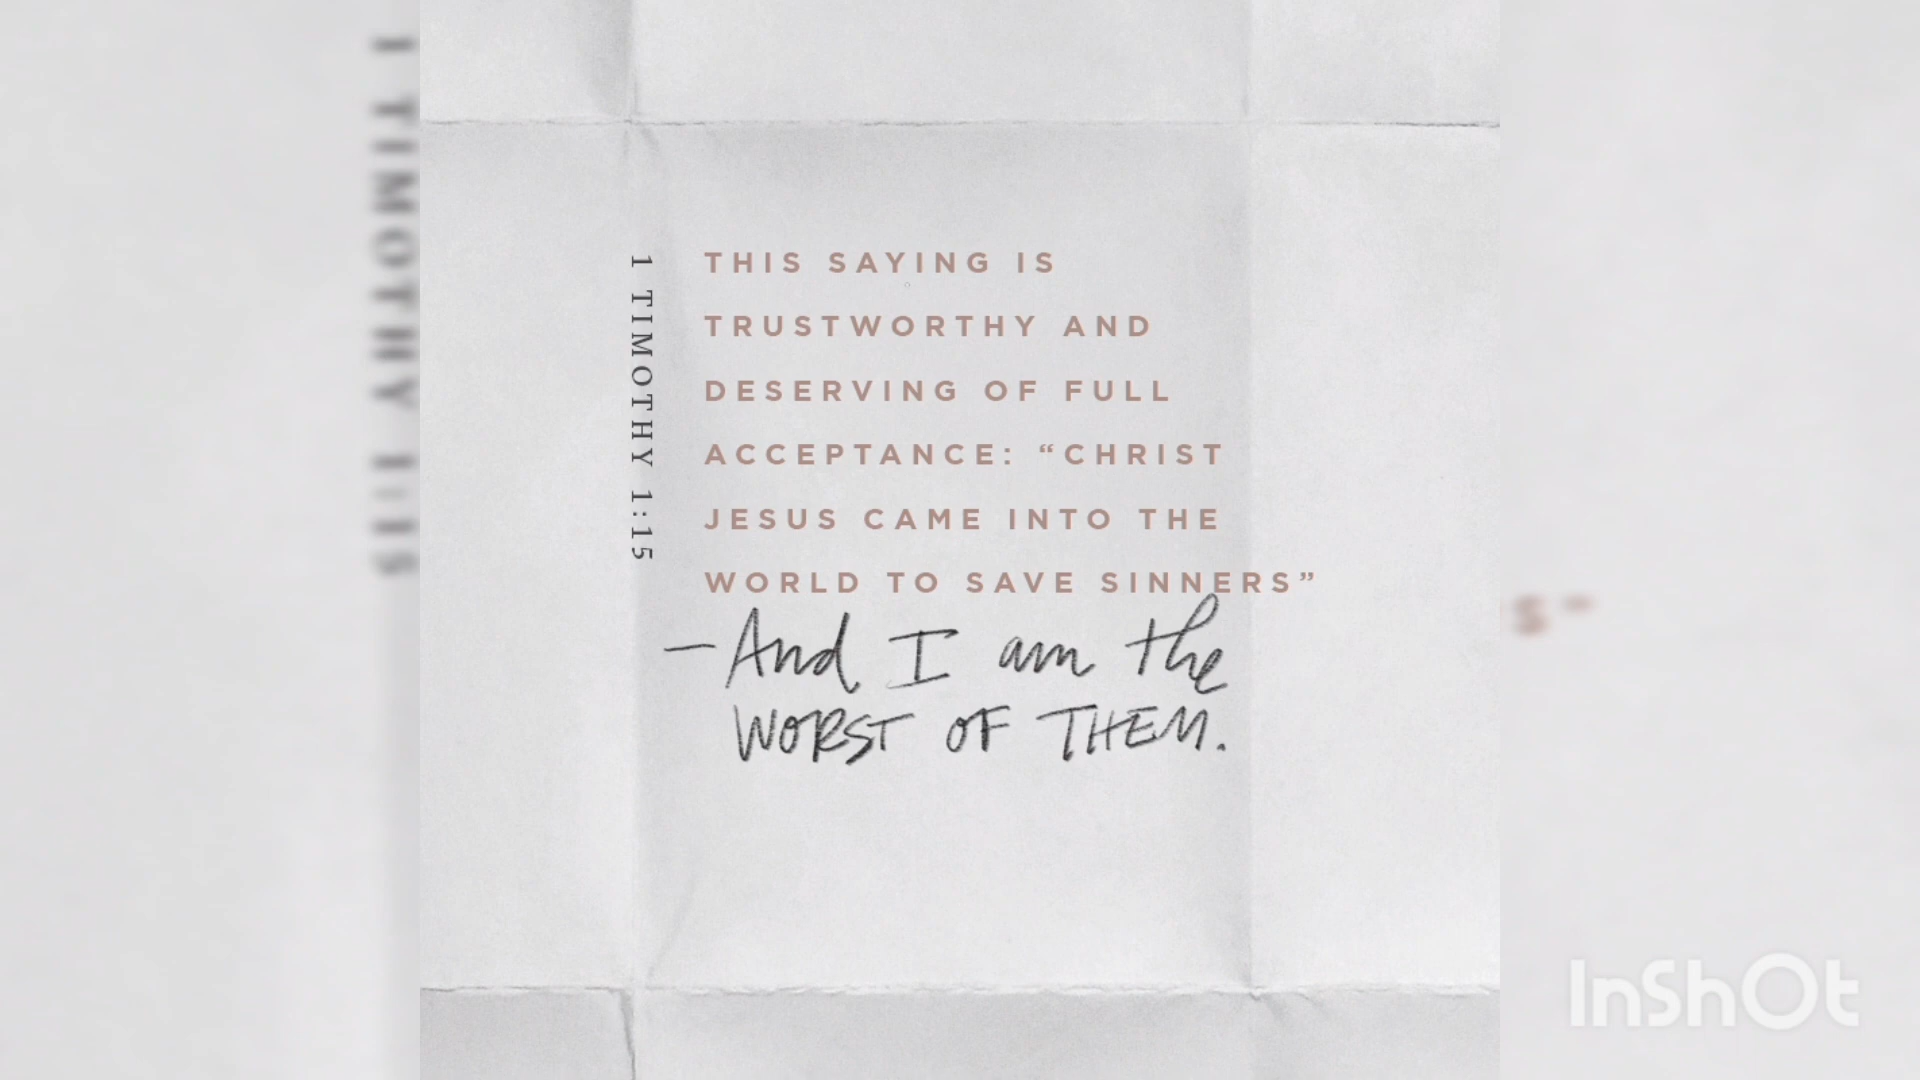 1 TIMOTHY 1:15
THIS SAYING IS
TRUSTWORTHY AND
DESERVING OF FULL
ACCEPTANCE: “CHRIST
JESUS CAME INTO THE
WORLD TO SAVE SINNERS”
—And I am the
WORST OF THEM.
1 TIMOTHY 1:15
InShOt